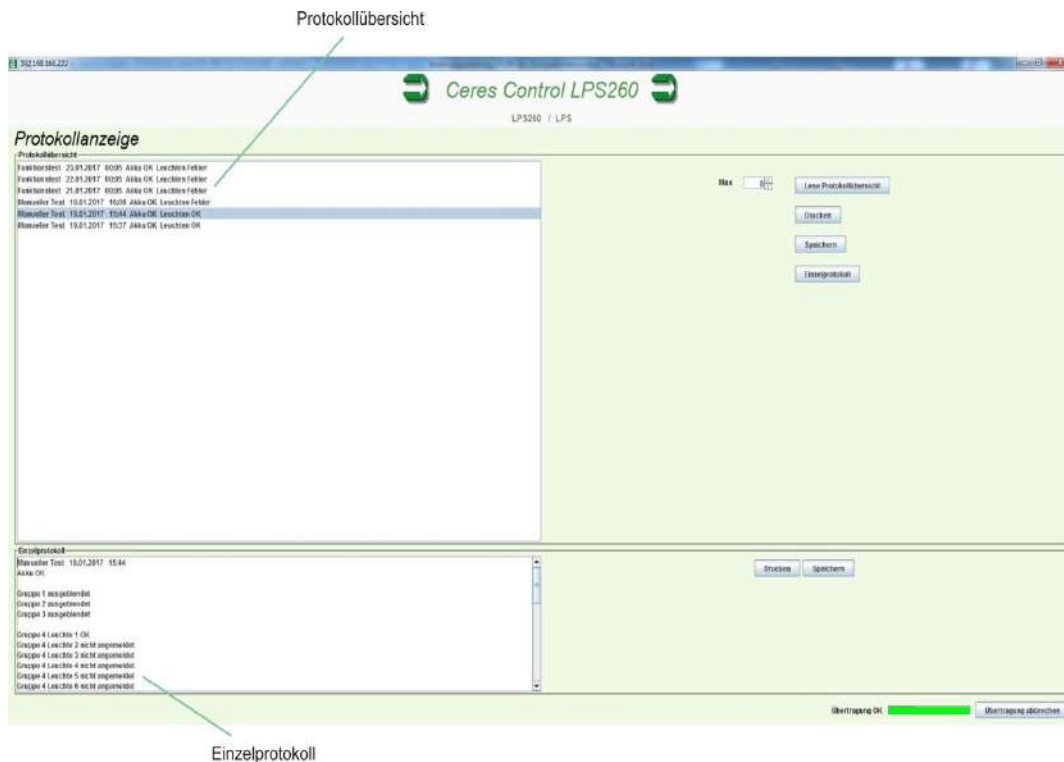 Protokollübersicht
192.168.168.222
Ceres Control LPS260
LPS260 / LPS
Protokollanzeige
Protokollübersicht
Funktionstest 23.01.2017 00:05 Akku OK Leuchten Fehler
Funktionstest 22.01.2017 00:05 Akku OK Leuchten Fehler
Funktionstest 21.01.2017 00:05 Akku OK Leuchten Fehler
Manueller Test 19.01.2017 16:08 Akku OK Leuchten Fehler
Manueller Test 19.01.2017 15:44 Akku OK Leuchten OK
Manueller Test 19.01.2017 15:37 Akku OK Leuchten OK
Max
Lese Protokollübersicht
Drucken
Speichern
Einzelprotokoll
Einzelprotokoll
Manueller Test 19.01.2017 15:44
Akku OK
Gruppe 1 ausgeblendet
Gruppe 2 ausgeblendet
Gruppe 3 ausgeblendet
Gruppe 4 Leuchte 1 OK
Gruppe 4 Leuchte 2 nicht angemeldet
Gruppe 4 Leuchte 3 nicht angemeldet
Gruppe 4 Leuchte 4 nicht angemeldet
Gruppe 4 Leuchte 5 nicht angemeldet
Gruppe 4 Leuchte 6 nicht angemeldet
Drucken Speichern
Übertragung OK Übertragung abbrechen
Einzelprotokoll